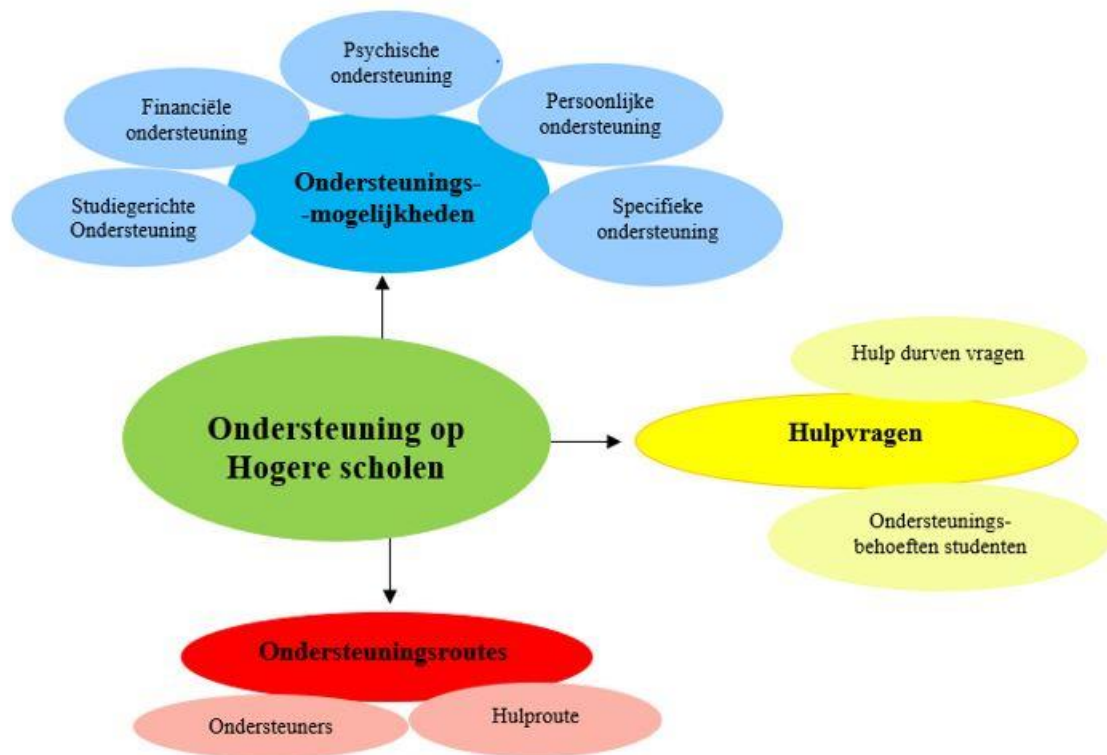 Psychische
ondersteuning
Financiële
ondersteuning
Persoonlijke
ondersteuning
Ondersteunings-
-mogelijkheden
Studiegerichte
Ondersteuning
Specifieke
ondersteuning
Hulp durven vragen
Ondersteuning op
Hogere scholen
Hulpvragen
Ondersteunings-
behoeften studenten
Ondersteuningsroutes
Ondersteuners
Hulproute